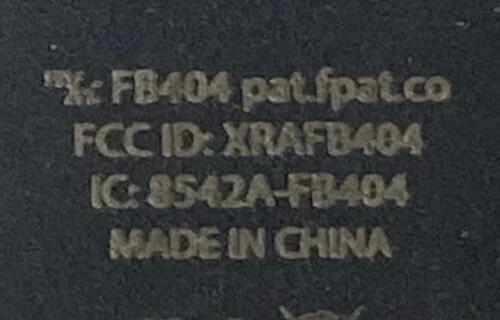 FB404 pat.fpat.co
FCC ID: XRAFB404
IC: 8542A-FB404
MADE IN CHINA